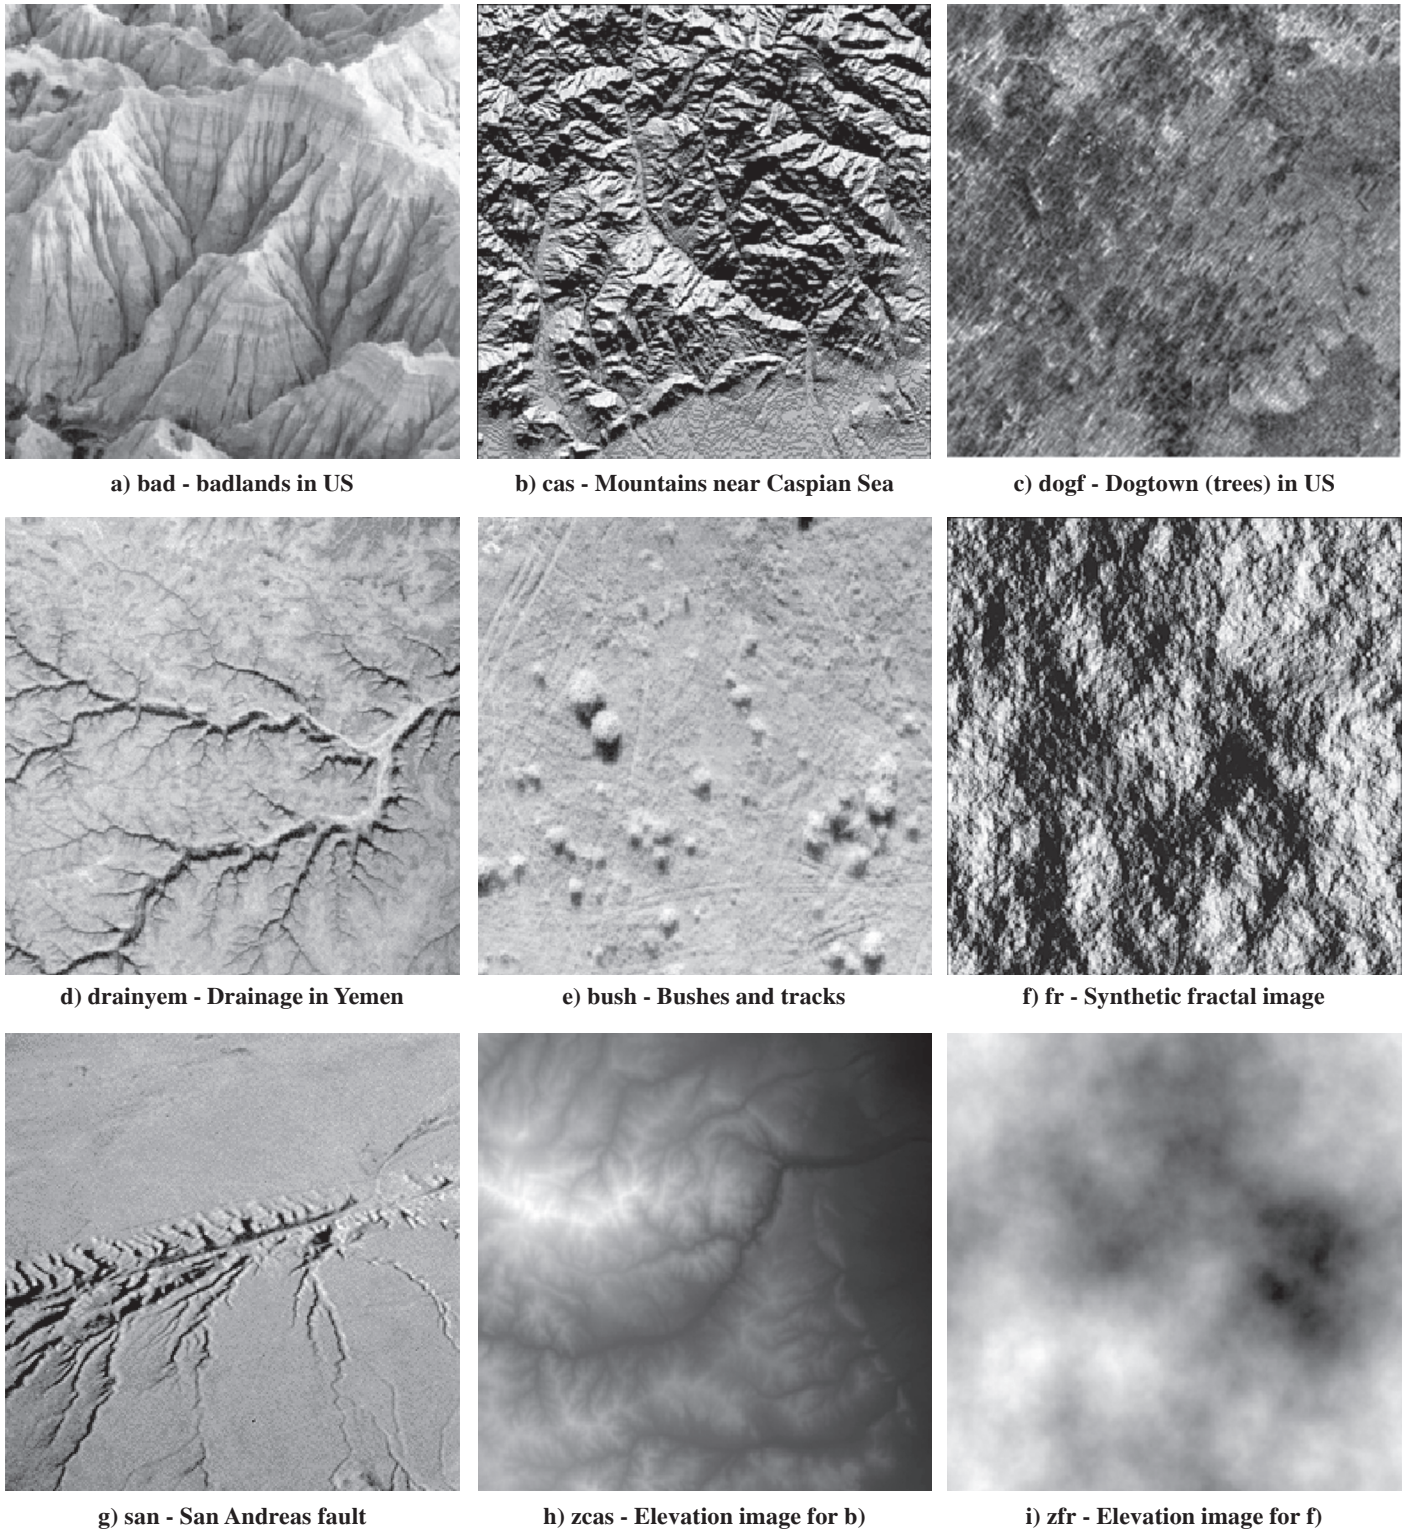 a) bad - badlands in US
b) cas - Mountains near Caspian Sea
c) dogf - Dogtown (trees) in US
d) drainyem - Drainage in Yemen
e) bush - Bushes and tracks
f) fr - Synthetic fractal image
g) san - San Andreas fault
h) zcas - Elevation image for b)
i) zfr - Elevation image for f)